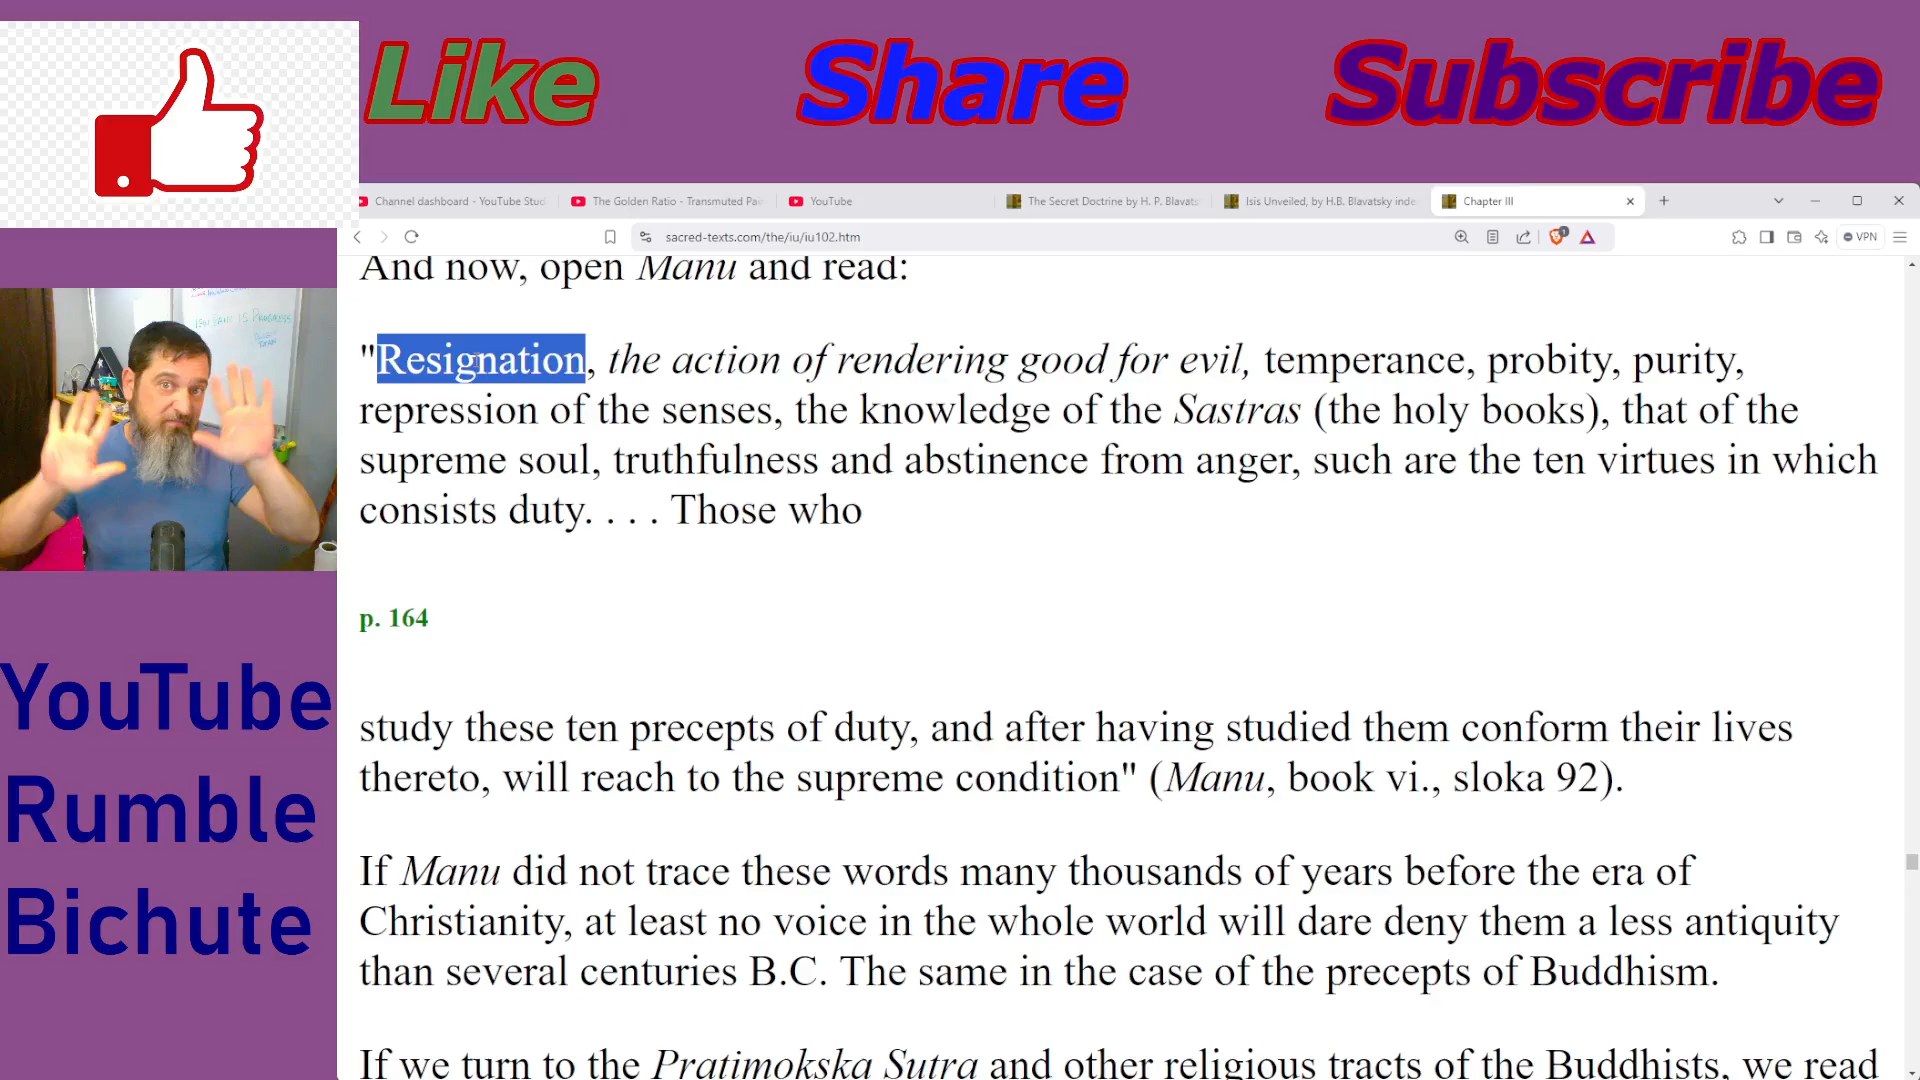 Like Share Subscribe
Channel dashboard - YouTube Stud
The Golden Ratio - Transmuted Pai
YouTube
The Secret Doctrine by H. P. Blavats
Isis Unveiled, by H.B. Blavatsky inde
Chapter III
sacred-texts.com/the/iu/iu102.htm
1
VPN
And now, open Manu and read:
"Resignation, the action of rendering good for evil, temperance, probity, purity,
repression of the senses, the knowledge of the Sastras (the holy books), that of the
supreme soul, truthfulness and abstinence from anger, such are the ten virtues in which
consists duty. . . . Those who
p. 164
study these ten precepts of duty, and after having studied them conform their lives
thereto, will reach to the supreme condition" (Manu, book vi., sloka 92).
If Manu did not trace these words many thousands of years before the era of
Christianity, at least no voice in the whole world will dare deny them a less antiquity
than several centuries B.C. The same in the case of the precepts of Buddhism.
If we turn to the Pratimokska Sutra and other religious tracts of the Buddhists, we read
YouTube
Rumble
Bichute